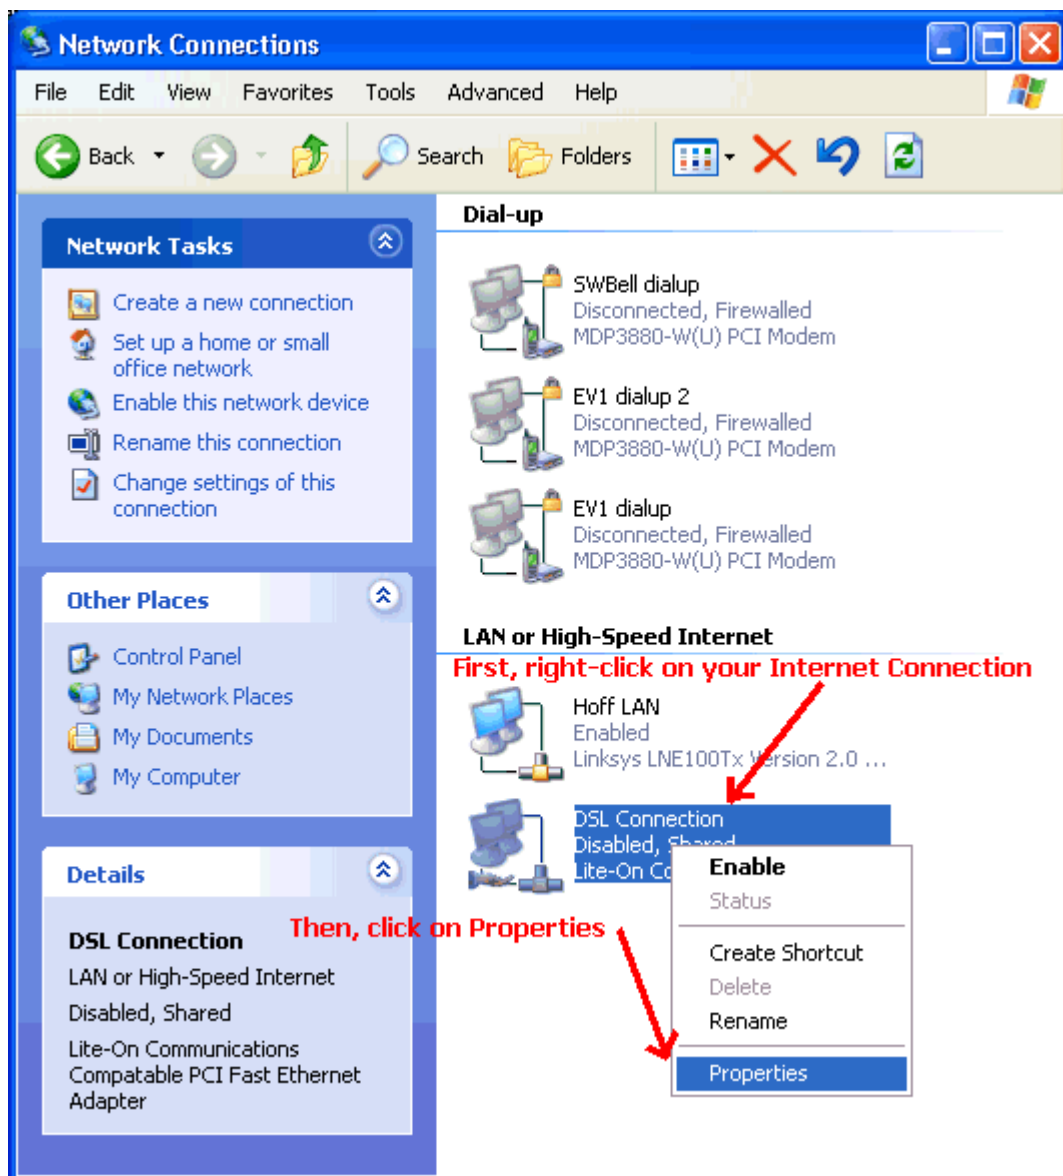 Network Connections
File Edit View Favorites Tools Advanced Help
Back Search Folders
Network Tasks
Create a new connection
Set up a home or small
office network
Enable this network device
Rename this connection
Change settings of this
connection
Other Places
Control Panel
My Network Places
My Documents
My Computer
Details
DSL Connection
LAN or High-Speed Internet
Disabled, Shared
Lite-On Communications
Compatable PCI Fast Ethernet
Adapter
Dial-up
SWBell dialup
Disconnected, Firewalled
MDP3880-W(U) PCI Modem
EV1 dialup 2
Disconnected, Firewalled
MDP3880-W(U) PCI Modem
EV1 dialup
Disconnected, Firewalled
MDP3880-W(U) PCI Modem
LAN or High-Speed Internet
First, right-click on your Internet Connection
Hoff LAN
Enabled
Linksys LNE100Tx Version 2.0 ...
DSL Connection
Disabled, Shared
Lite-On Co
Then, click on Properties
Enable
Status
Create Shortcut
Delete
Rename
Properties